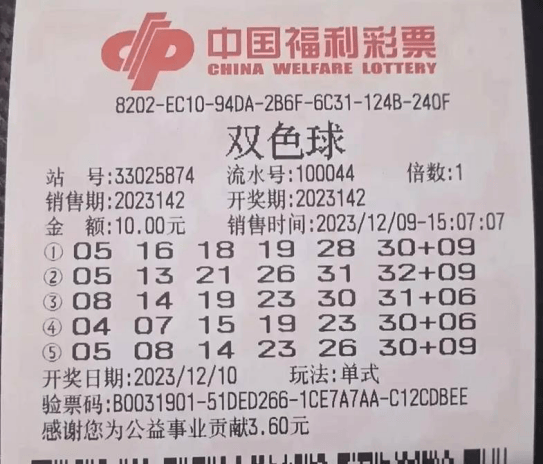 中国福利彩票
CHINA WELFARE LOTTERY
8202-EC10-94DA-2B6F-6C31-124B-240F
双色球
站 号:33025874 流水号:100044 倍数:1
销售期:2023142 开奖期:2023142
金 额:10.00元 销售时间:2023/12/09-15:07:07
① 05 16 18 19 28 30+09
② 05 13 21 26 31 32+09
③ 08 14 19 23 30 31+06
④ 04 07 15 19 23 30+06
⑤ 05 08 14 23 26 30+09
开奖日期:2023/12/10 玩法:单式
验票码:B0031901-51DED266-1CE7A7AA-C12CDBEE
感谢您为公益事业贡献3.60元